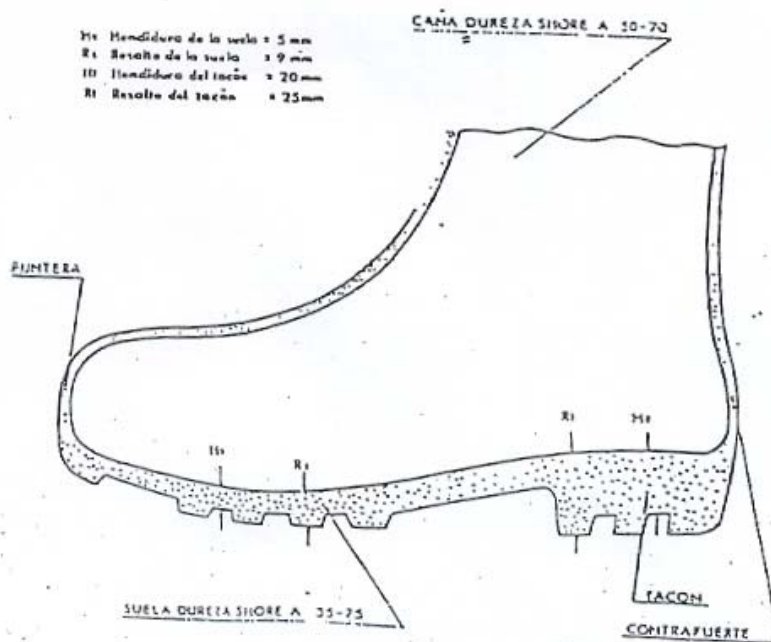 Hs Hendidura de la suela = 5 mm
Rs Resalto de la suela = 9 mm
Ht Hendidura del tacón = 20 mm
Rt Resalto del tacón = 25 mm
CAÑA DUREZA SHORE A 50-70
PUNTERA
Hs
Rs
Rt
Ht
SUELA DUREZA SHORE A 55-75
TACON
CONTRAFUERTE